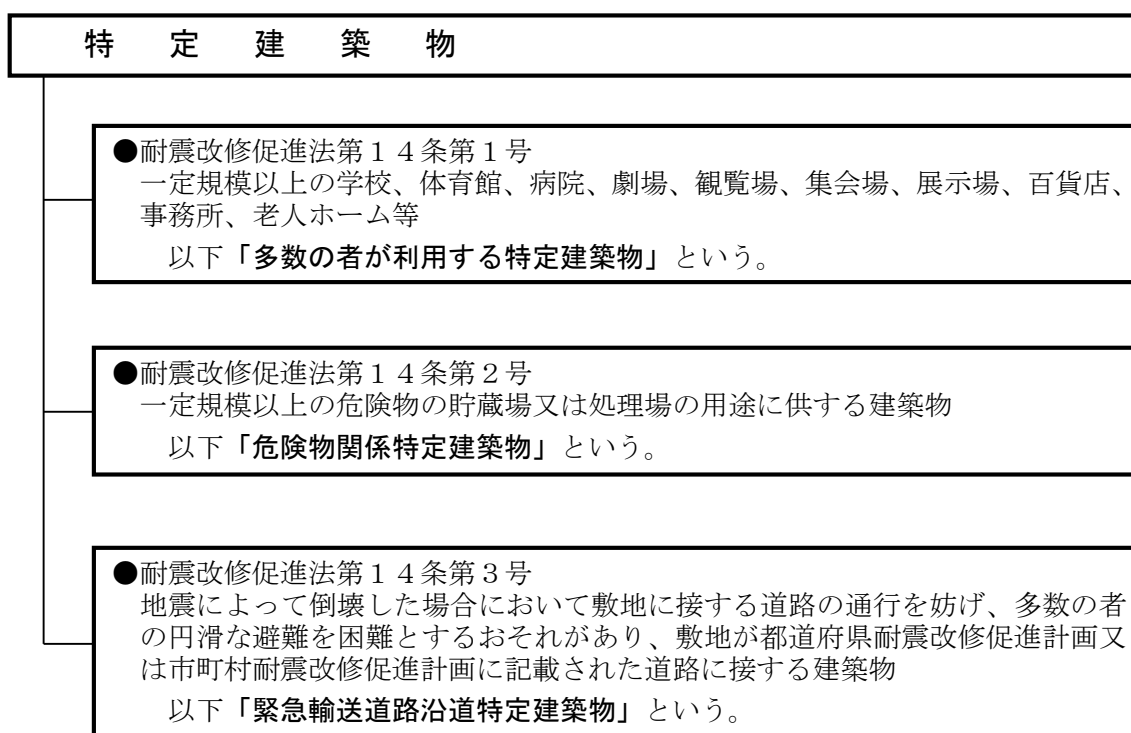 特定建築物
●耐震改修促進法第１４条第１号
一定規模以上の学校、体育館、病院、劇場、観覧場、集会場、展示場、百貨店、
事務所、老人ホーム等
以下「多数の者が利用する特定建築物」という。
●耐震改修促進法第１４条第２号
一定規模以上の危険物の貯蔵場又は処理場の用途に供する建築物
以下「危険物関係特定建築物」という。
●耐震改修促進法第１４条第３号
地震によって倒壊した場合において敷地に接する道路の通行を妨げ、多数の者
の円滑な避難を困難とするおそれがあり、敷地が都道府県耐震改修促進計画又
は市町村耐震改修促進計画に記載された道路に接する建築物
以下「緊急輸送道路沿道特定建築物」という。